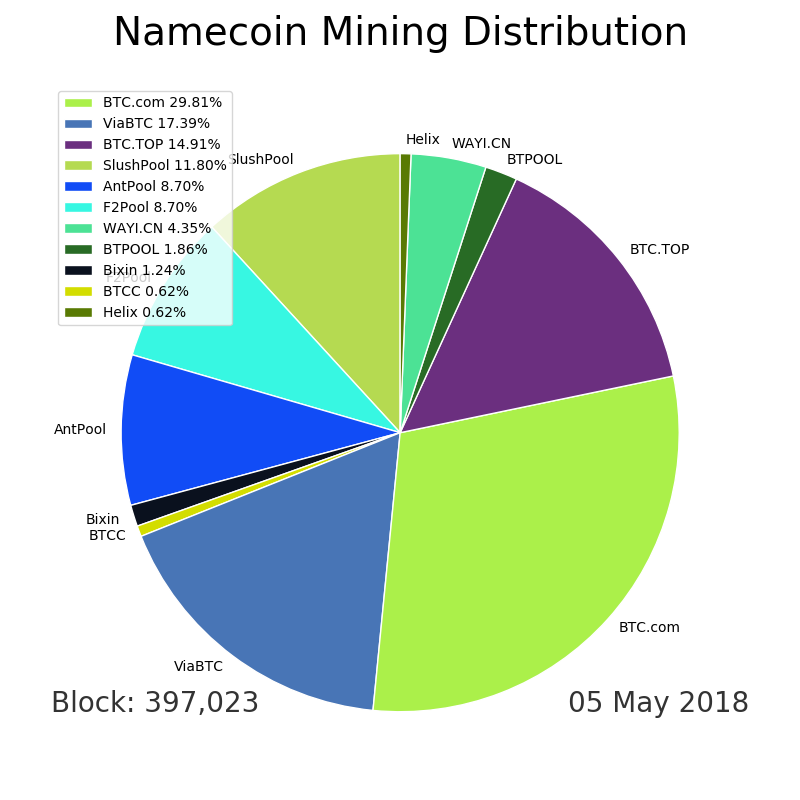 Namecoin Mining Distribution
BTC.com 29.81%
ViaBTC 17.39%
BTC.TOP 14.91%
SlushPool 11.80%
AntPool 8.70%
F2Pool 8.70%
WAYI.CN 4.35%
BTPOOL 1.86%
Bixin 1.24%
BTCC 0.62%
Helix 0.62%
Helix
WAYI.CN
BTPOOL
SlushPool
BTC.TOP
F2Pool
AntPool
Bixin
BTCC
BTC.com
ViaBTC
Block: 397,023
05 May 2018